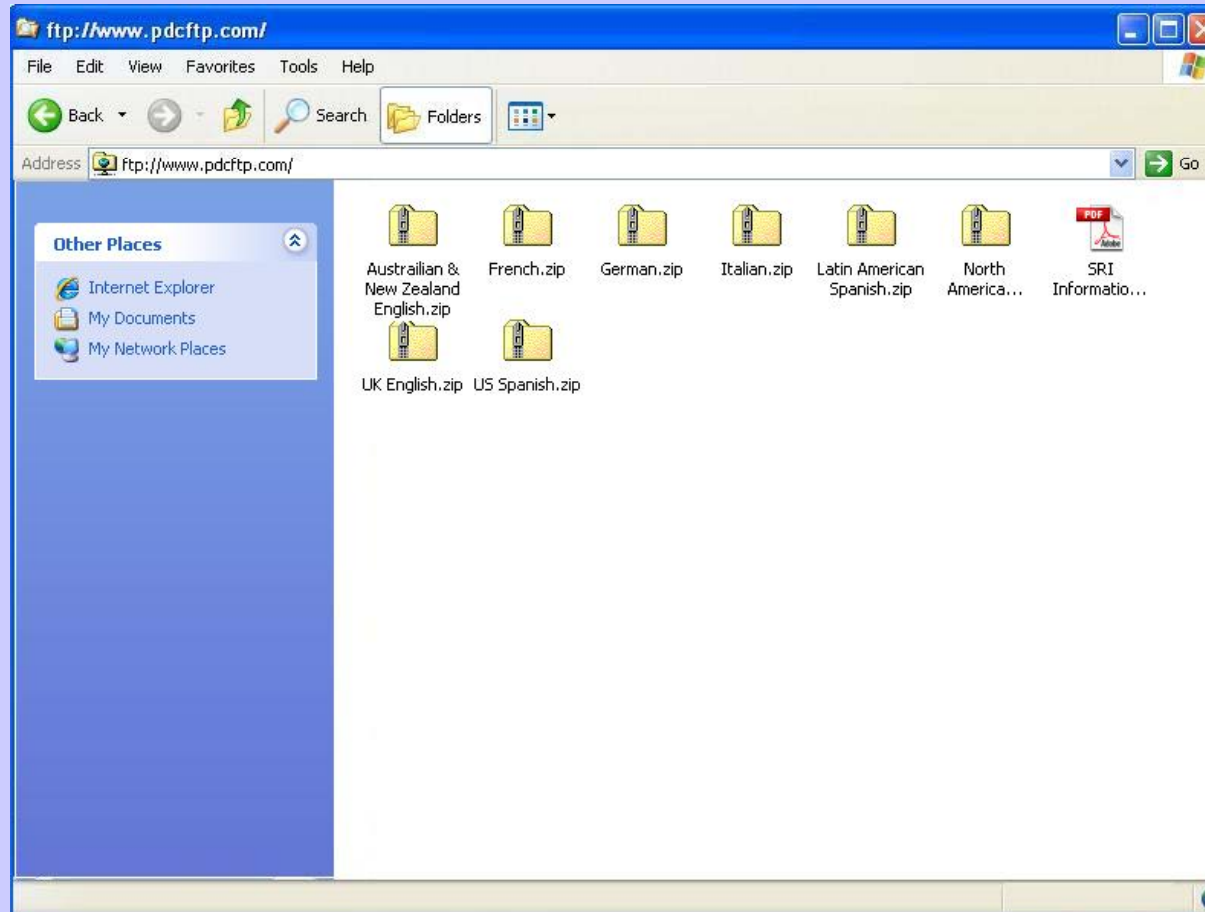 ftp://www.pdcftp.com/
File Edit View Favorites Tools Help
Back Search Folders
Address ftp://www.pdcftp.com/ Go
Other Places
Internet Explorer
My Documents
My Network Places
Austrailian &
New Zealand
English.zip
French.zip
German.zip
Italian.zip
Latin American
Spanish.zip
North
America...
PDF
Adobe
SRI
Informatio...
UK English.zip
US Spanish.zip